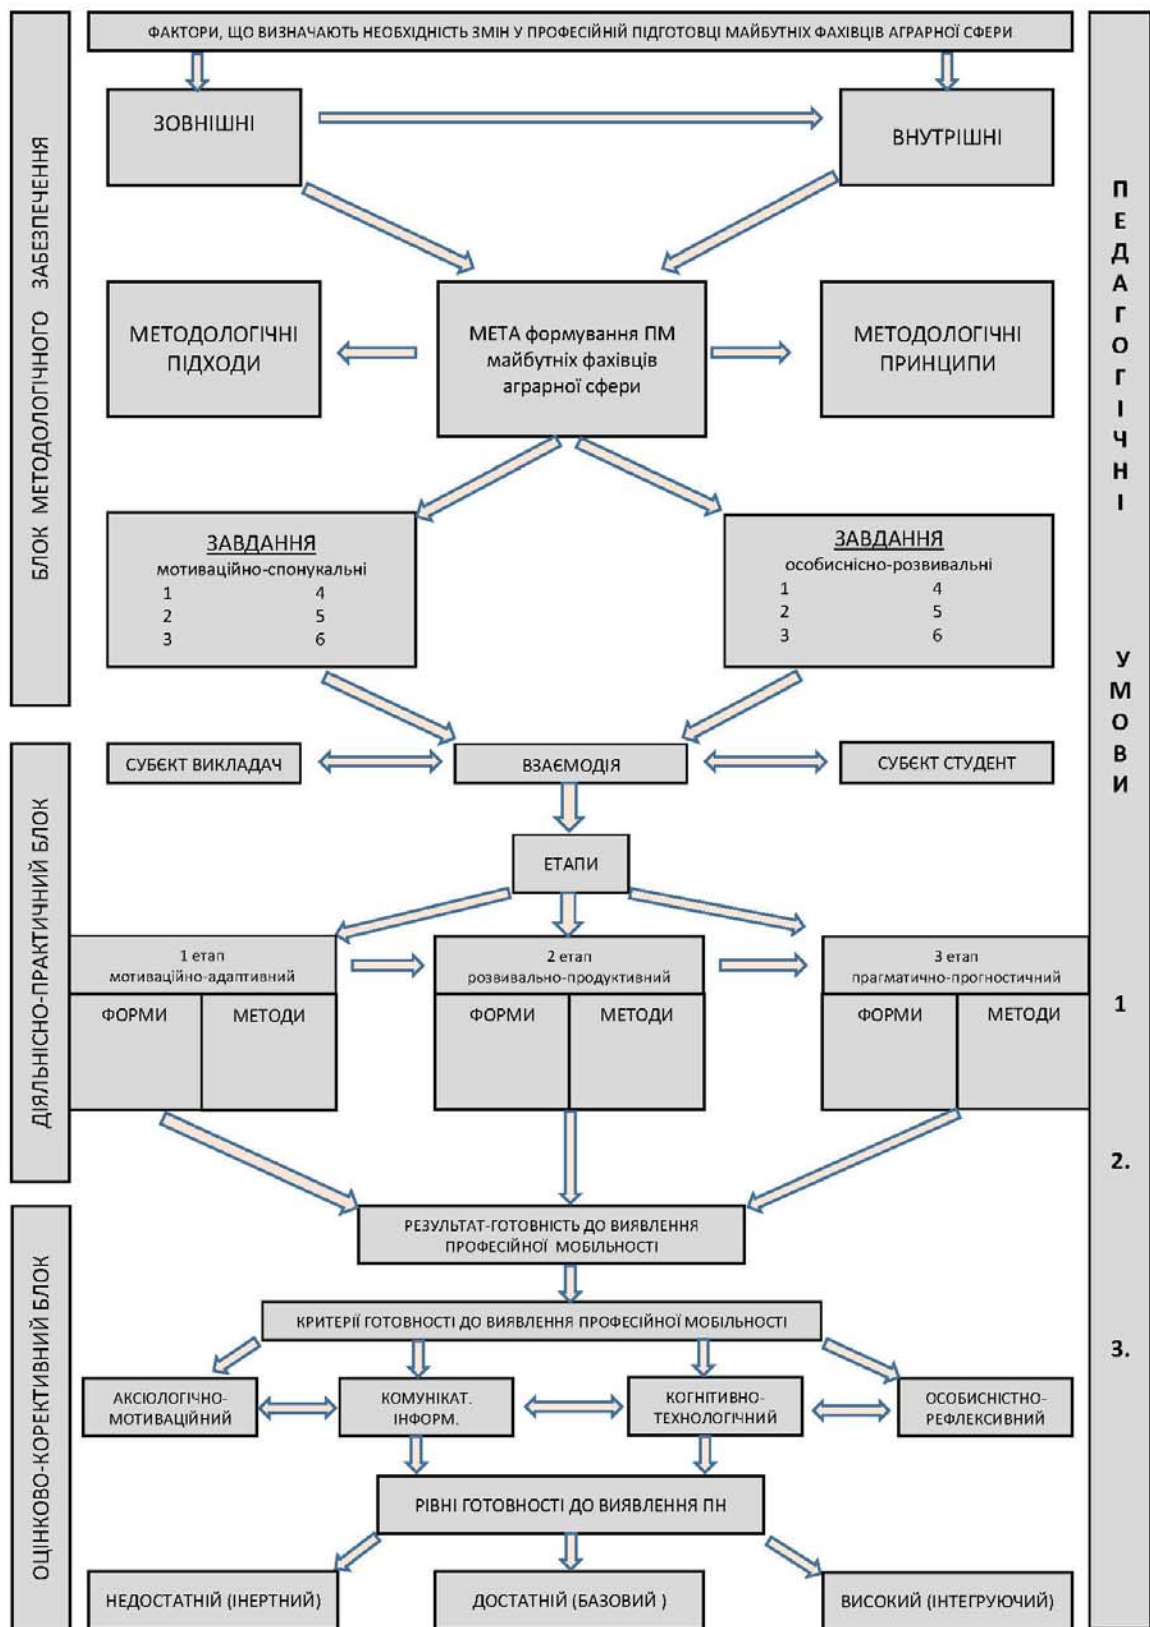 ФАКТОРИ, ЩО ВИЗНАЧАЮТЬ НЕОБХІДНІСТЬ ЗМІН У ПРОФЕСІЙНІЙ ПІДГОТОВЦІ МАЙБУТНІХ ФАХІВЦІВ АГРАРНОЇ СФЕРИ
БЛОК МЕТОДОЛОГІЧНОГО ЗАБЕЗПЕЧЕННЯ
ЗОВНІШНІ
ВНУТРІШНІ
МЕТОДОЛОГІЧНІ
ПІДХОДИ
МЕТА формування ПМ
майбутніх фахівців
аграрної сфери
МЕТОДОЛОГІЧНІ
ПРИНЦИПИ
ЗАВДАННЯ
мотиваційно-спонукальні
1 4
2 5
3 6
ЗАВДАННЯ
особиснісно-розвивальні
1 4
2 5
3 6
ДІЯЛЬНІСНО-ПРАКТИЧНИЙ БЛОК
СУБЄКТ ВИКЛАДАЧ
ВЗАЄМОДІЯ
СУБЄКТ СТУДЕНТ
ЕТАПИ
1 етап
мотиваційно-адаптивний
ФОРМИ
МЕТОДИ
2 етап
розвивально-продуктивний
ФОРМИ
МЕТОДИ
3 етап
прагматично-прогностичний
ФОРМИ
МЕТОДИ
ОЦІНКОВО-КОРЕКТИВНИЙ БЛОК
РЕЗУЛЬТАТ-ГОТОВНІСТЬ ДО ВИЯВЛЕННЯ
ПРОФЕСІЙНОЇ МОБІЛЬНОСТІ
КРИТЕРІЇ ГОТОВНОСТІ ДО ВИЯВЛЕННЯ ПРОФЕСІЙНОЇ МОБІЛЬНОСТІ
АКСІОЛОГІЧНО-
МОТИВАЦІЙНИЙ
КОМУНІКАТ.
ІНФОРМ.
КОГНІТИВНО-
ТЕХНОЛОГІЧНИЙ
ОСОБИСНІСТНО-
РЕФЛЕКСИВНИЙ
РІВНІ ГОТОВНОСТІ ДО ВИЯВЛЕННЯ ПН
НЕДОСТАТНІЙ (ІНЕРТНИЙ)
ДОСТАТНІЙ (БАЗОВИЙ )
ВИСОКИЙ (ІНТЕГРУЮЧИЙ)
ПЕДАГОГІЧНІ УМОВИ
1
2.
3.